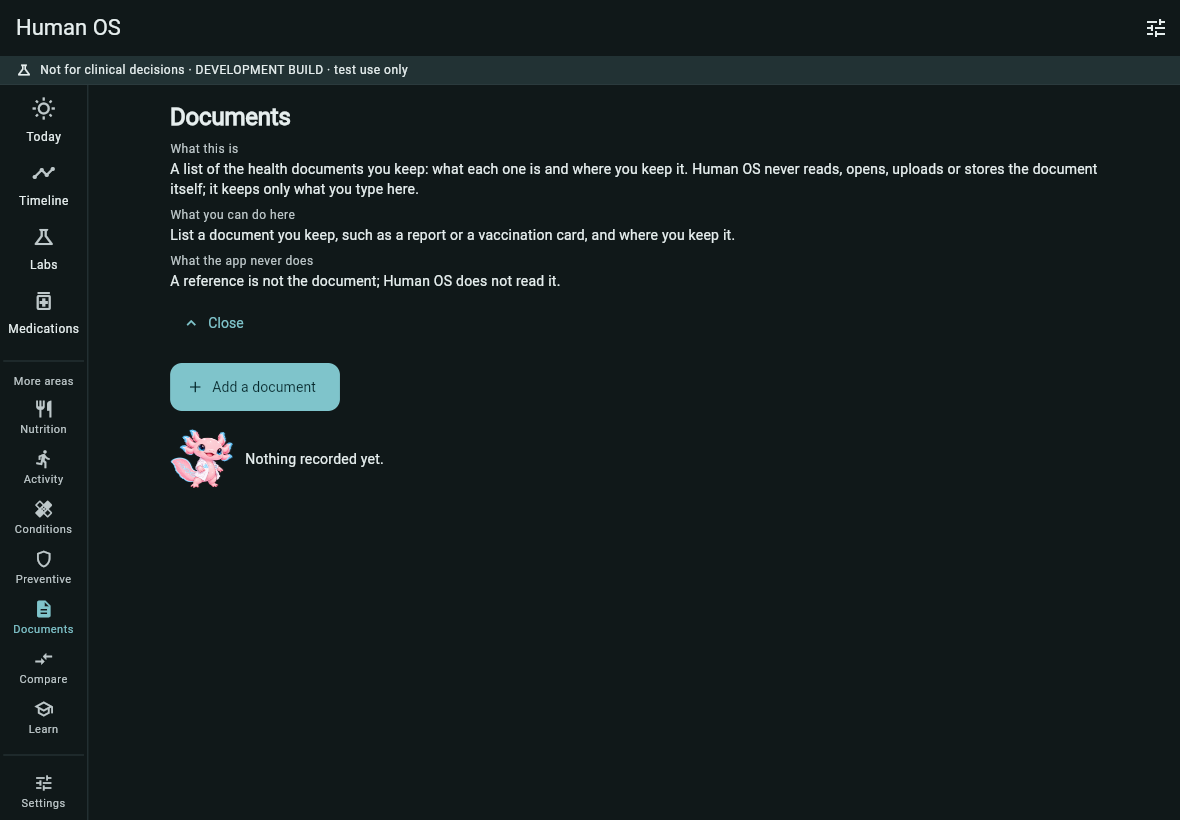 Human OS
Not for clinical decisions · DEVELOPMENT BUILD · test use only
Today
Timeline
Labs
Medications
More areas
Nutrition
Activity
Conditions
Preventive
Documents
Compare
Learn
Settings
Documents
What this is
A list of the health documents you keep: what each one is and where you keep it. Human OS never reads, opens, uploads or stores the document
itself; it keeps only what you type here.
What you can do here
List a document you keep, such as a report or a vaccination card, and where you keep it.
What the app never does
A reference is not the document; Human OS does not read it.
Close
Add a document
Nothing recorded yet.